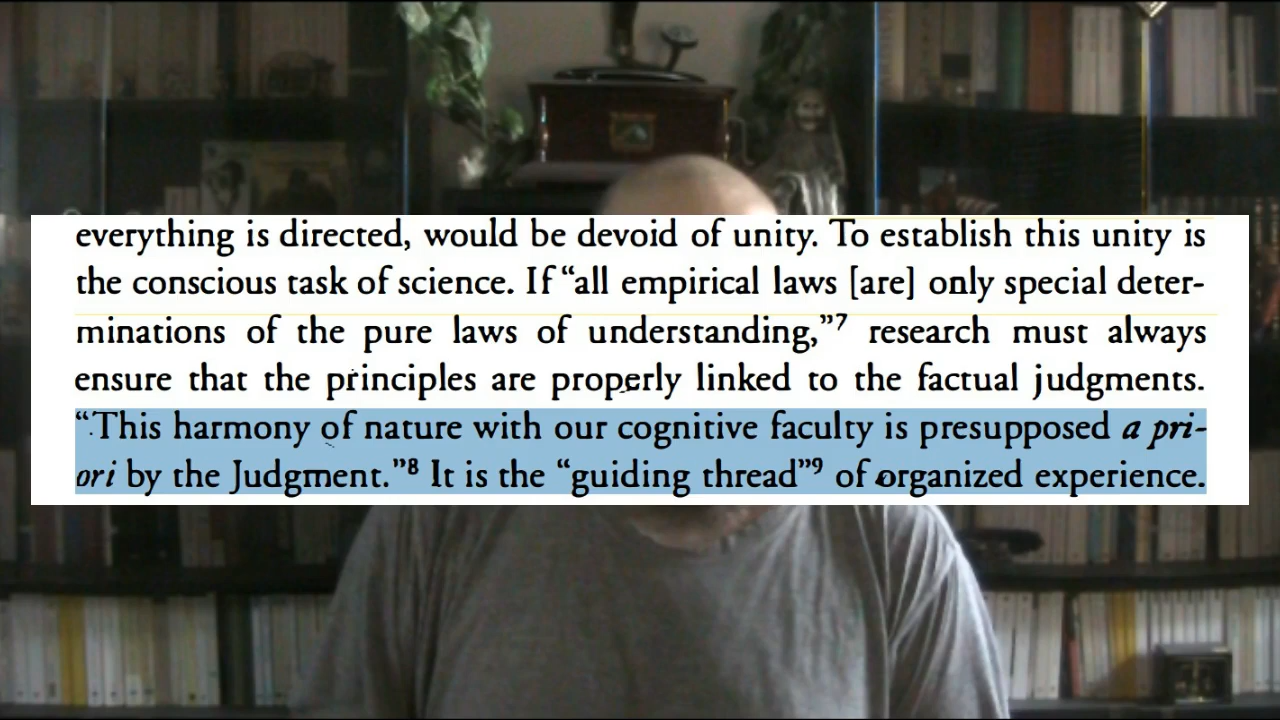 everything is directed, would be devoid of unity. To establish this unity is
the conscious task of science. If “all empirical laws [are] only special deter-
minations of the pure laws of understanding,”7 research must always
ensure that the principles are properly linked to the factual judgments.
“This harmony of nature with our cognitive faculty is presupposed a pri-
ori by the Judgment.”8 It is the “guiding thread”9 of organized experience.